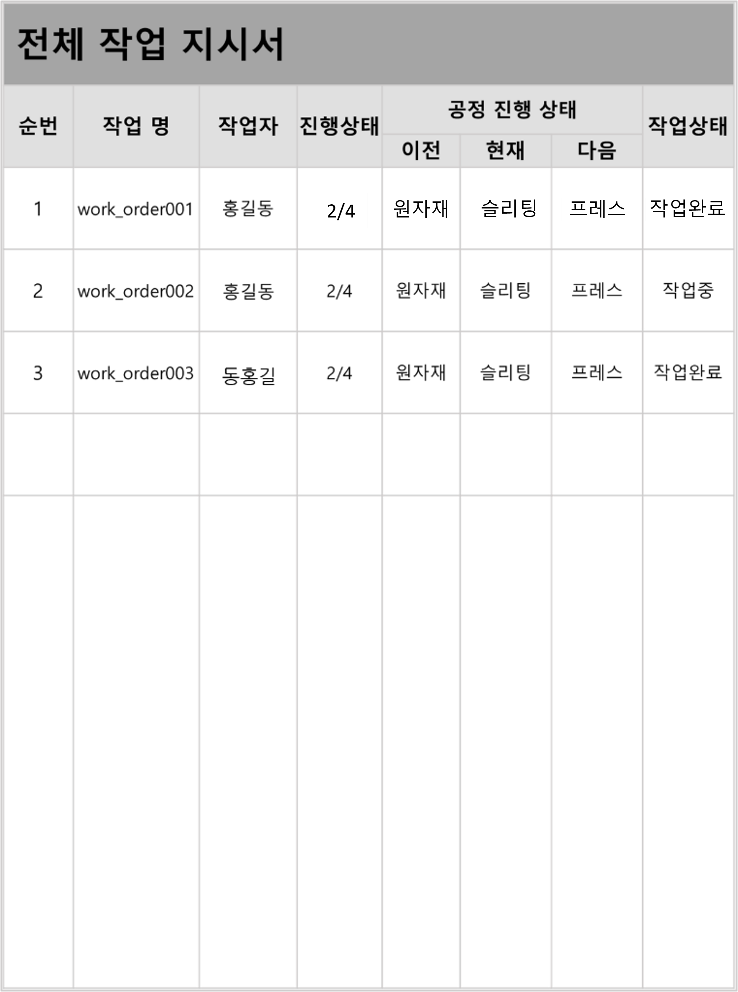 전체 작업 지시서
순번 작업 명 작업자 진행상태 공정 진행 상태 작업상태
이전 현재 다음
1 work_order001 홍길동 2/4 원자재 슬리팅 프레스 작업완료
2 work_order002 홍길동 2/4 원자재 슬리팅 프레스 작업중
3 work_order003 동홍길 2/4 원자재 슬리팅 프레스 작업완료